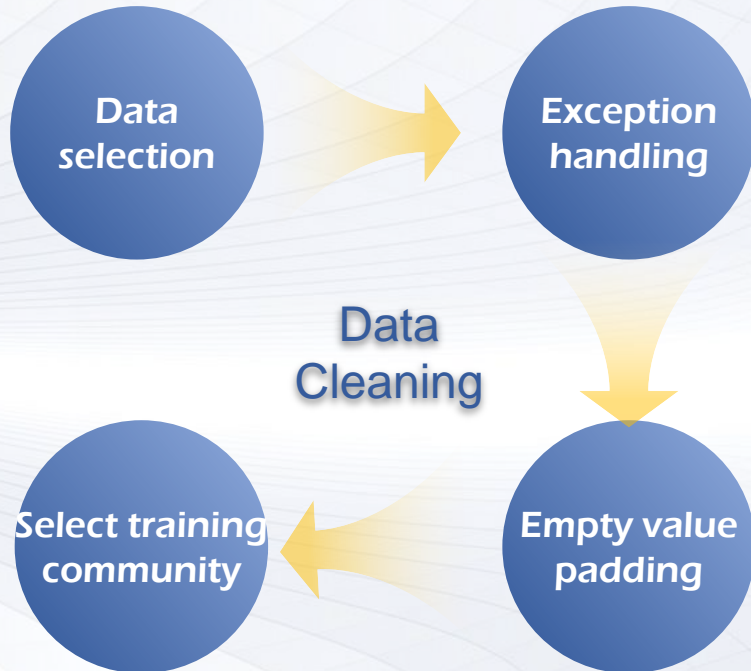 Data
selection
Exception
handling
Data
Cleaning
Select training
community
Empty value
padding